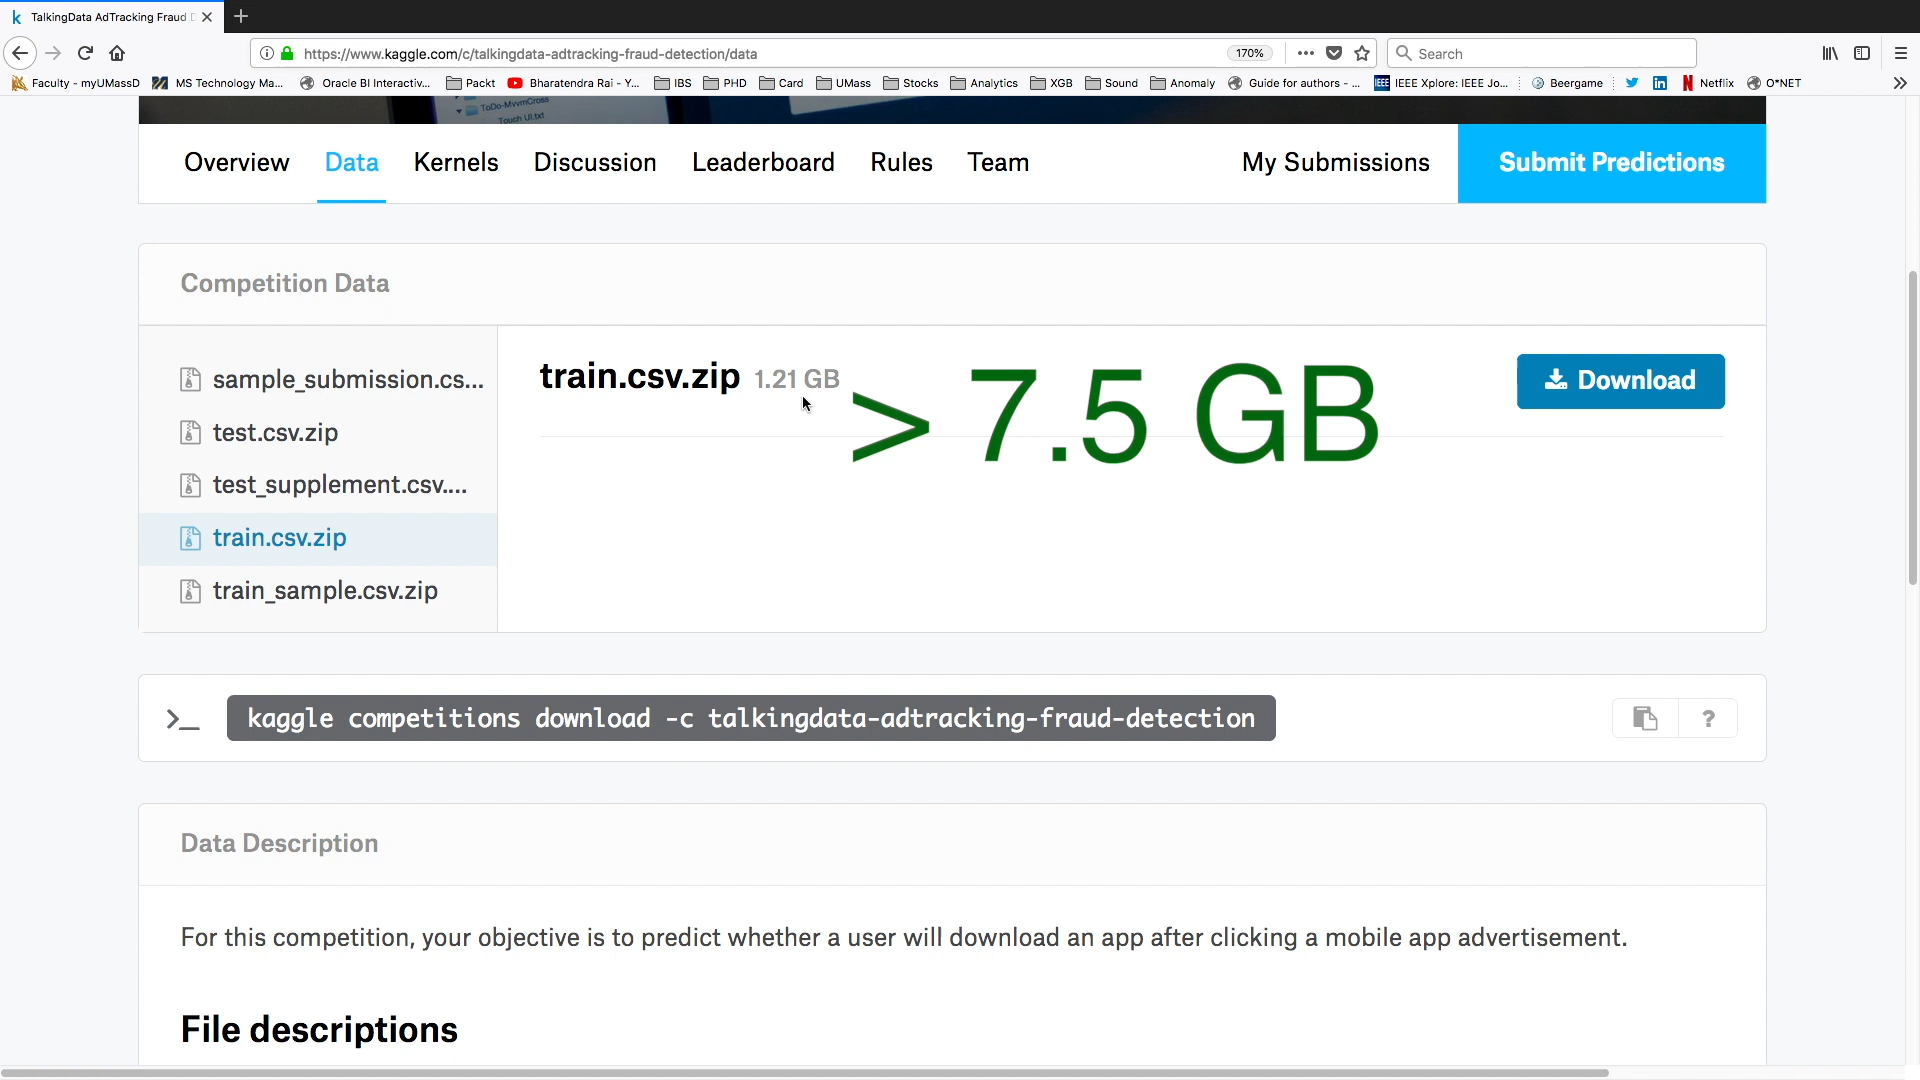 TalkingData AdTracking Fraud D
https://www.kaggle.com/c/talkingdata-adtracking-fraud-detection/data
170%
Search
Faculty - myUMassD
MS Technology Ma...
Oracle BI Interactiv...
Packt
Bharatendra Rai - Y...
IBS
PHD
Card
UMass
Stocks
Analytics
XGB
Sound
Anomaly
Guide for authors - ...
IEEE Xplore: IEEE Jo...
Beergame
Netflix
O*NET
ToDo-MvvmCross
Touch UI.txt
Overview
Data
Kernels
Discussion
Leaderboard
Rules
Team
My Submissions
Submit Predictions
Competition Data
sample_submission.cs...
test.csv.zip
test_supplement.csv....
train.csv.zip
train_sample.csv.zip
train.csv.zip 1.21 GB
> 7.5 GB
Download
>_ kaggle competitions download -c talkingdata-adtracking-fraud-detection
?
Data Description
For this competition, your objective is to predict whether a user will download an app after clicking a mobile app advertisement.
File descriptions